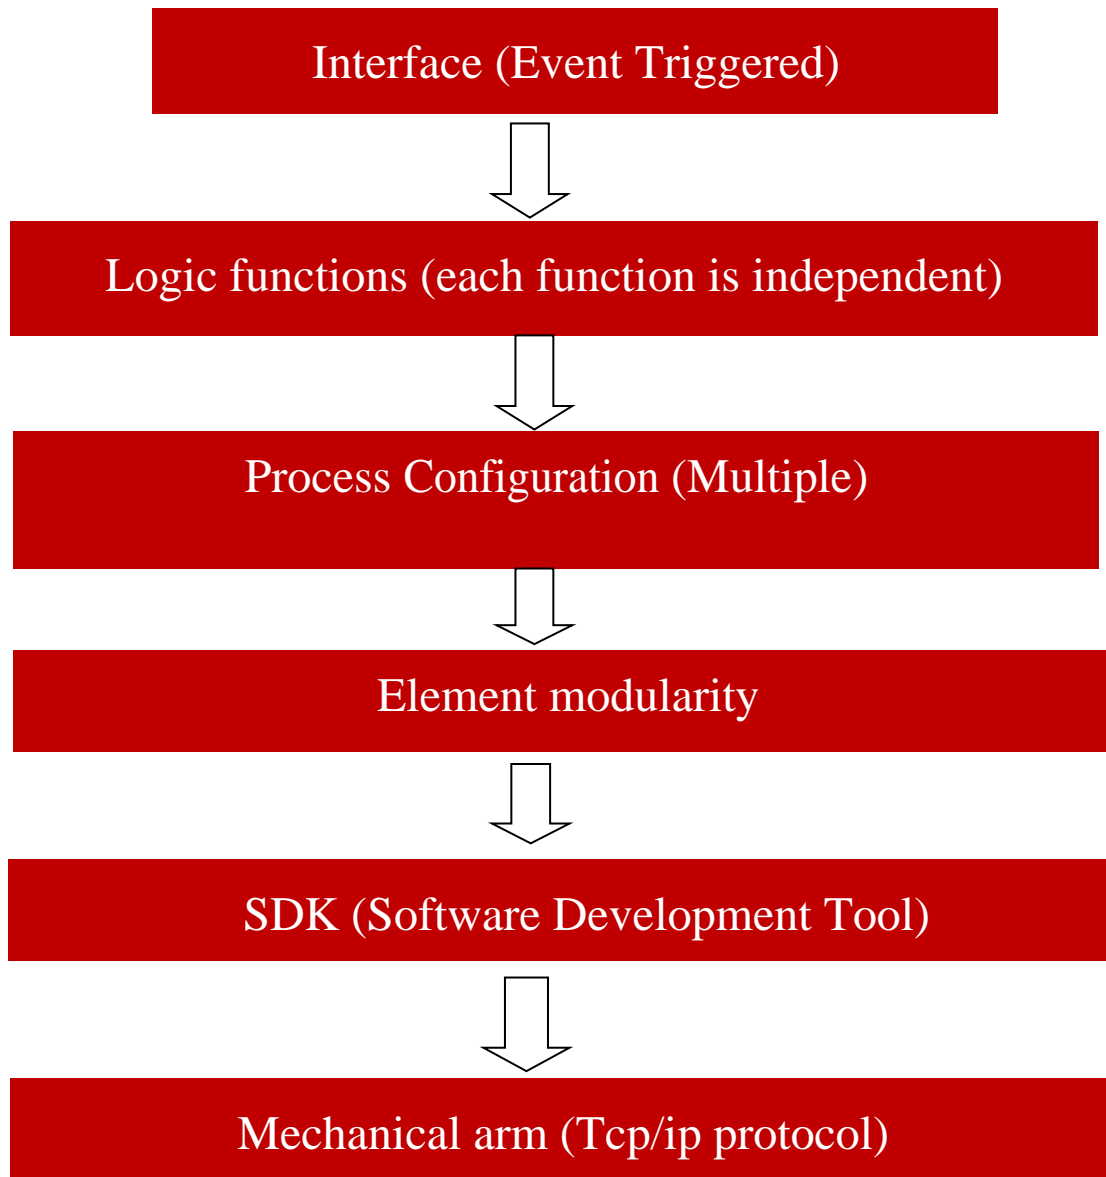 Interface (Event Triggered)
Logic functions (each function is independent)
Process Configuration (Multiple)
Element modularity
SDK (Software Development Tool)
Mechanical arm (Tcp/ip protocol)